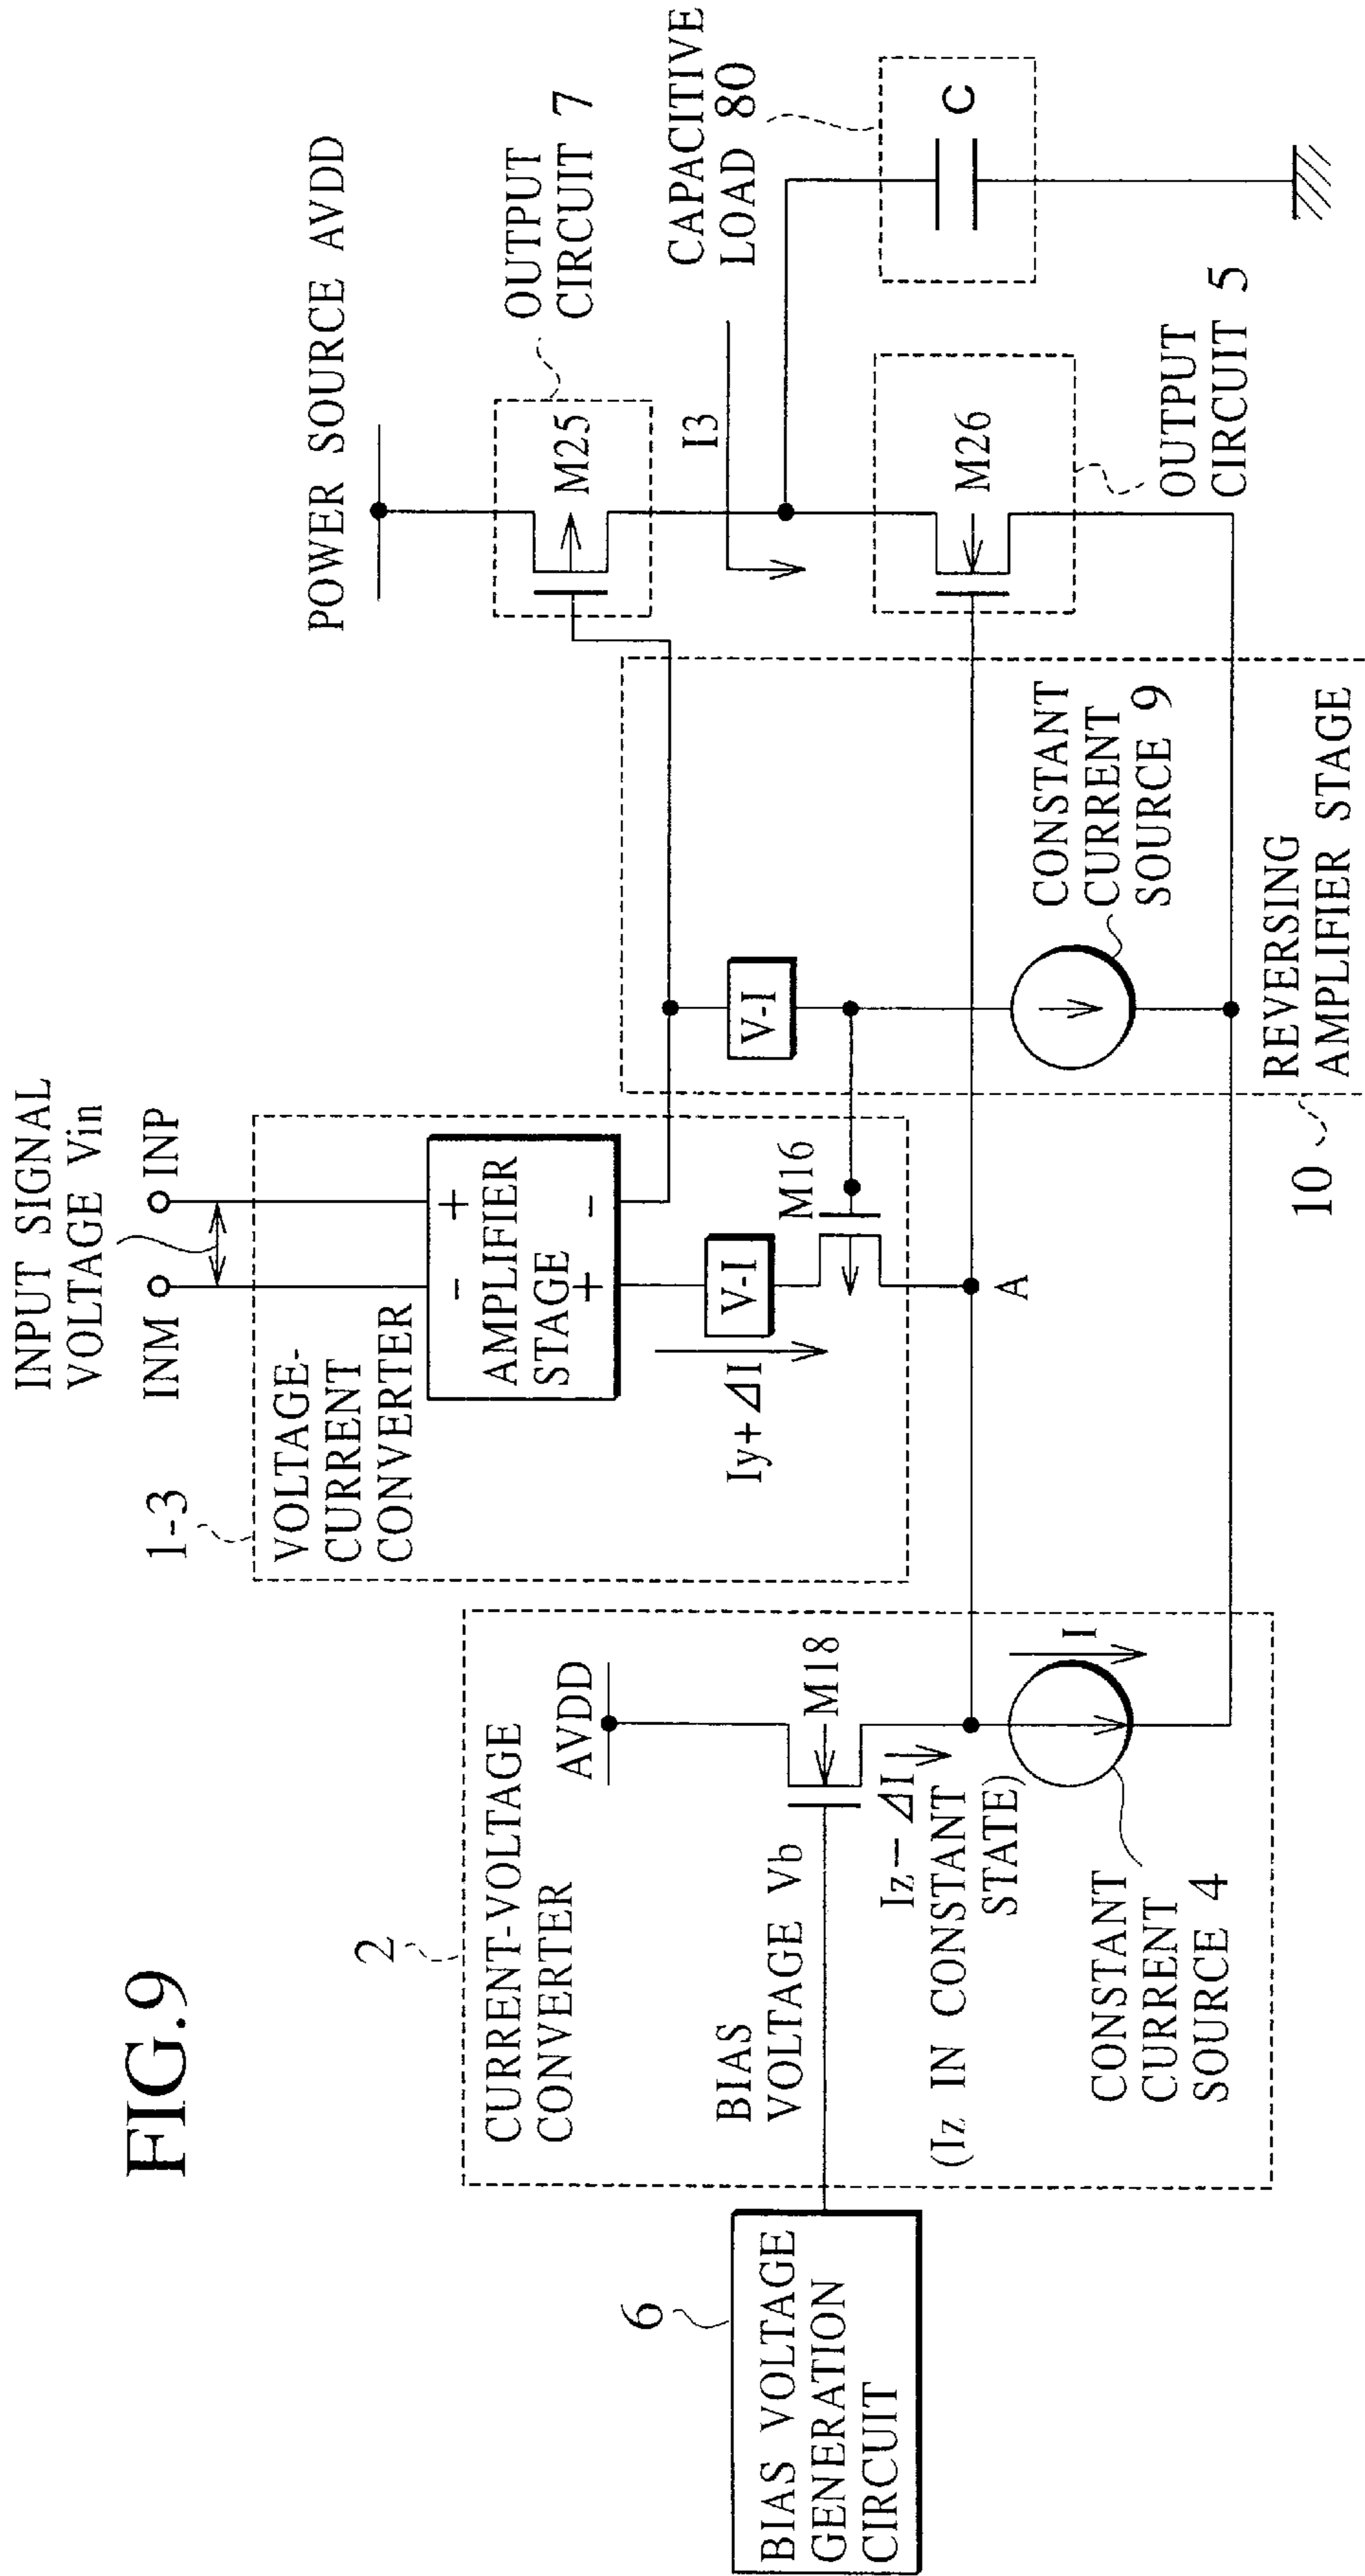 FIG.9
INPUT SIGNAL
VOLTAGE Vin
INM
INP
POWER SOURCE AVDD
1-3
VOLTAGE-
CURRENT
CONVERTER
-
+
AMPLIFIER
STAGE
+
-
V-I
Iy+ΔI
M16
A
2
CURRENT-VOLTAGE
CONVERTER
AVDD
M18
BIAS
VOLTAGE Vb
Iz-ΔI
(Iz IN CONSTANT
STATE)
I
CONSTANT
CURRENT
SOURCE 4
6
BIAS VOLTAGE
GENERATION
CIRCUIT
V-I
CONSTANT
CURRENT
SOURCE 9
REVERSING
AMPLIFIER STAGE
10
OUTPUT
CIRCUIT 7
M25
I3
M26
OUTPUT
CIRCUIT 5
CAPACITIVE
LOAD 80
C